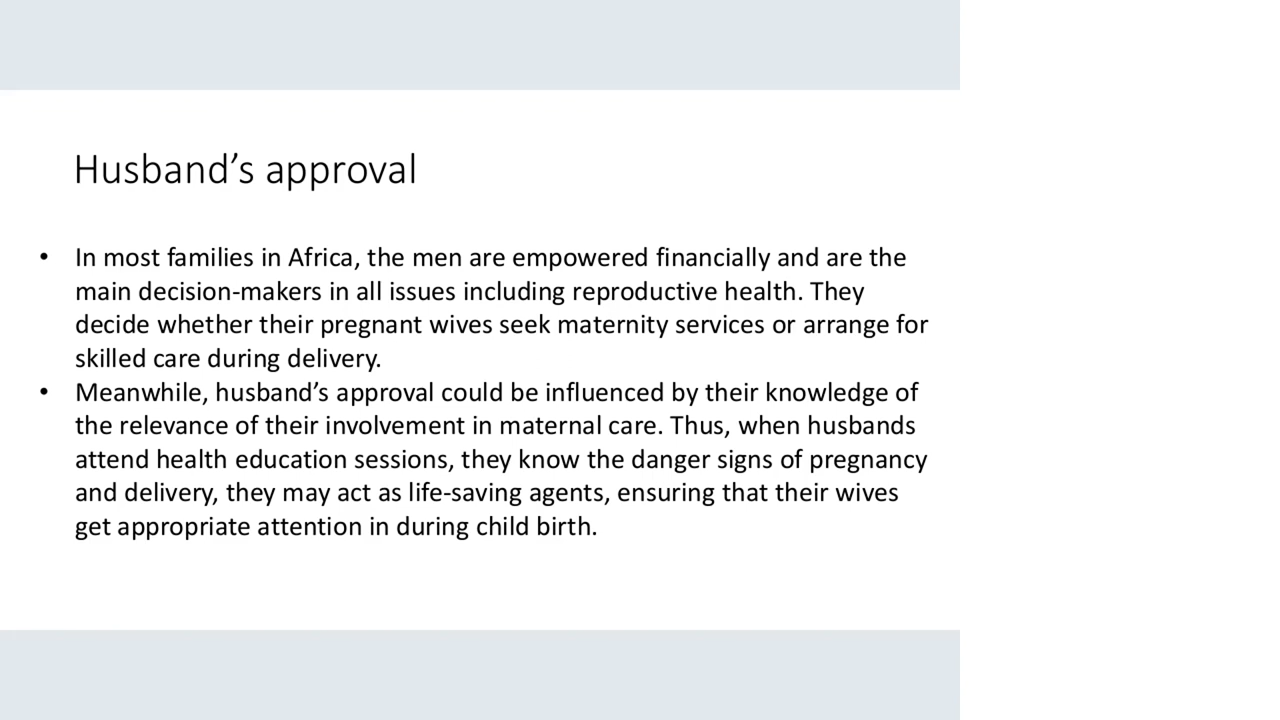 Husband’s approval
• In most families in Africa, the men are empowered financially and are the
main decision-makers in all issues including reproductive health. They
decide whether their pregnant wives seek maternity services or arrange for
skilled care during delivery.
• Meanwhile, husband’s approval could be influenced by their knowledge of
the relevance of their involvement in maternal care. Thus, when husbands
attend health education sessions, they know the danger signs of pregnancy
and delivery, they may act as life-saving agents, ensuring that their wives
get appropriate attention in during child birth.